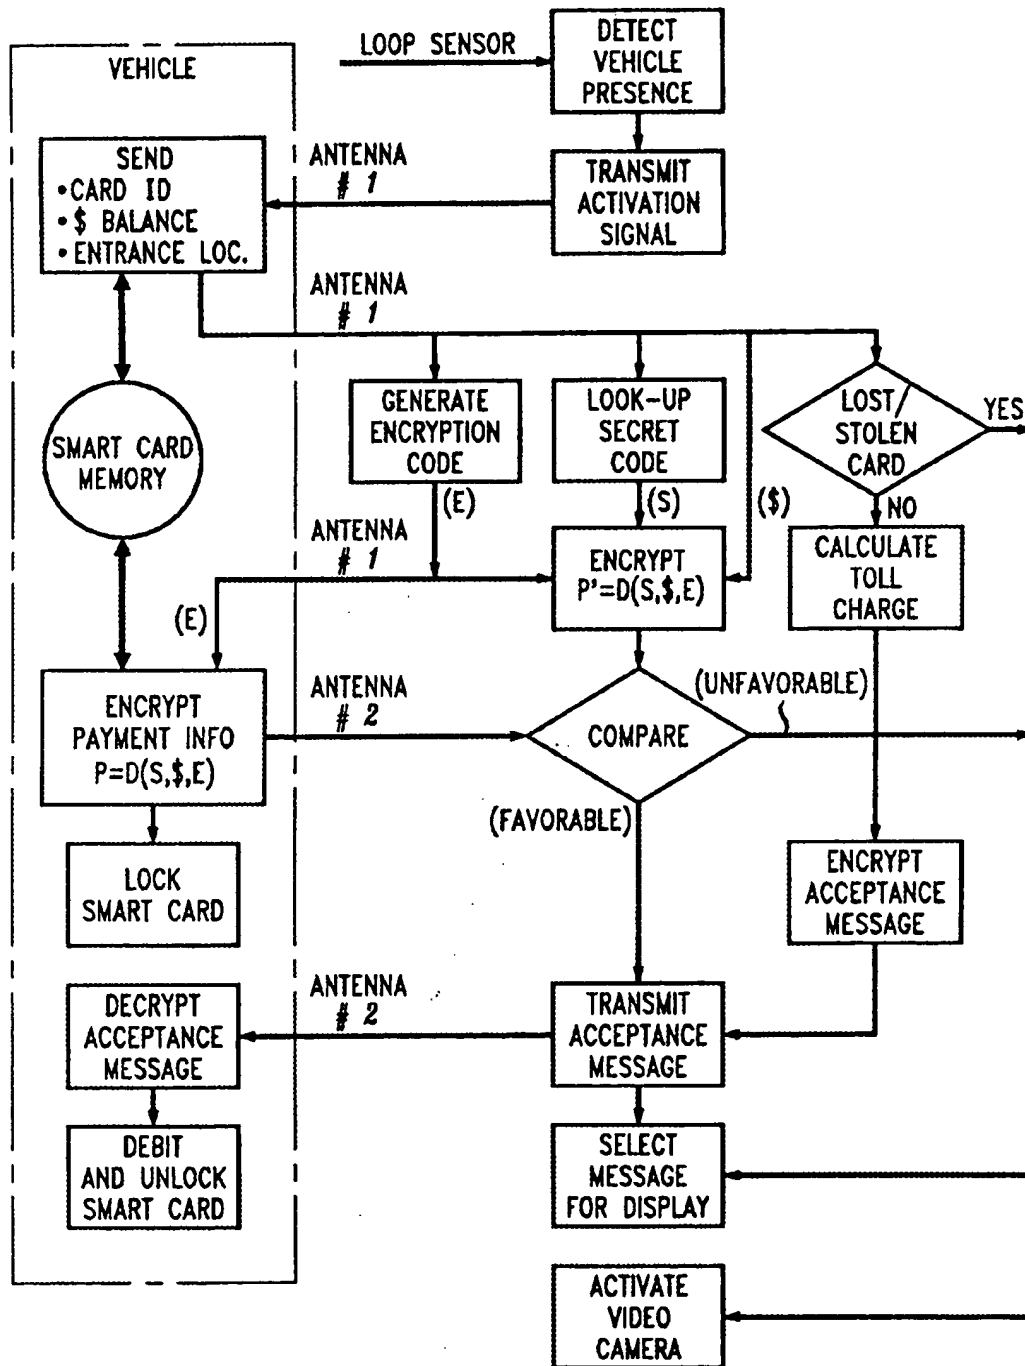 LOOP SENSOR
DETECT
VEHICLE
PRESENCE
VEHICLE
SEND
•CARD ID
•$ BALANCE
•ENTRANCE LOC.
ANTENNA
# 1
TRANSMIT
ACTIVATION
SIGNAL
ANTENNA
# 1
GENERATE
ENCRYPTION
CODE
LOOK-UP
SECRET
CODE
LOST/
STOLEN
CARD
YES
SMART CARD
MEMORY
(E)
(S)
($)
NO
ANTENNA
# 1
ENCRYPT
P'=D(S,$,E)
CALCULATE
TOLL
CHARGE
(E)
ENCRYPT
PAYMENT INFO
P=D(S,$,E)
ANTENNA
# 2
COMPARE
(UNFAVORABLE)
(FAVORABLE)
LOCK
SMART CARD
ENCRYPT
ACCEPTANCE
MESSAGE
DECRYPT
ACCEPTANCE
MESSAGE
ANTENNA
# 2
TRANSMIT
ACCEPTANCE
MESSAGE
DEBIT
AND UNLOCK
SMART CARD
SELECT
MESSAGE
FOR DISPLAY
ACTIVATE
VIDEO
CAMERA